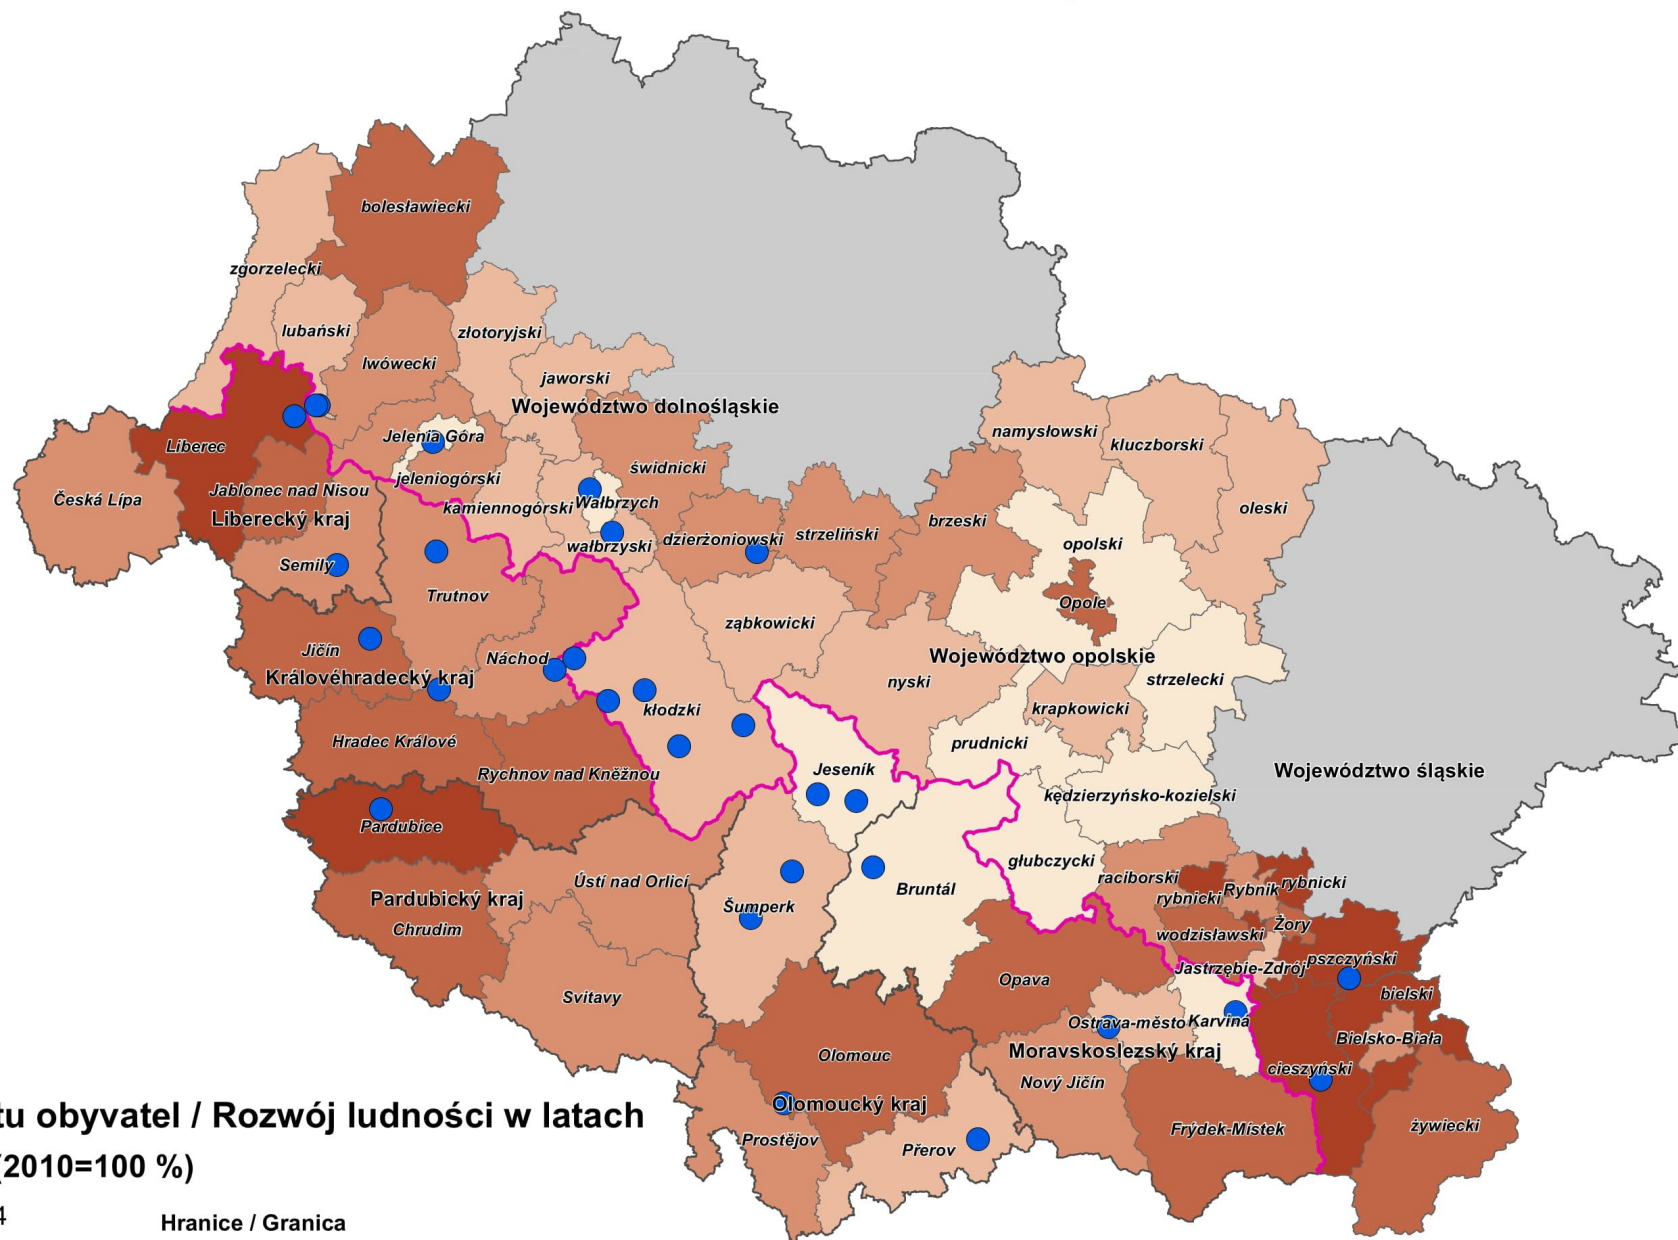 bolesławiecki
zgorzelecki
lubański
złotoryjski
lwówecki
jaworski
Województwo dolnośląskie
namysłowski
Jelenia Góra
kluczborski
Liberec
świdnicki
jeleniogórski
Jablonec nad Nisou
Česká Lípa
Wałbrzych
kamiennogórski
oleski
Liberecký kraj
brzeski
strzeliński
dzierżoniowski
opolski
wałbrzyski
Semily
Trutnov
Opole
ząbkowicki
Jičín
Náchod
Województwo opolskie
Królovéhradecký kraj
strzelecki
nyski
kłodzki
krapkowicki
Hradec Králové
prudnicki
Jeseník
Województwo śląskie
Rychnov nad Kněžnou
kędzierzyńsko-kozielski
Pardubice
głubczycki
raciborski
Ústí nad Orlicí
rybnicki
Bruntál
Rybnik
Pardubický kraj
rybnicki
Šumperk
Żory
Chrudim
wodzisławski
pszczyński
Jastrzębie-Zdrój
Opava
bielski
Svitavy
Karviná
Ostrava-město
Bielsko-Biała
Moravskoslezský kraj
Olomouc
cieszyński
Nový Jičín
Olomoucký kraj
tu obyvatel / Rozwój ludności w latach
żywiecki
Frýdek-Místek
Prostějov
Přerov
(2010=100 %)
4
Hranice / Granica